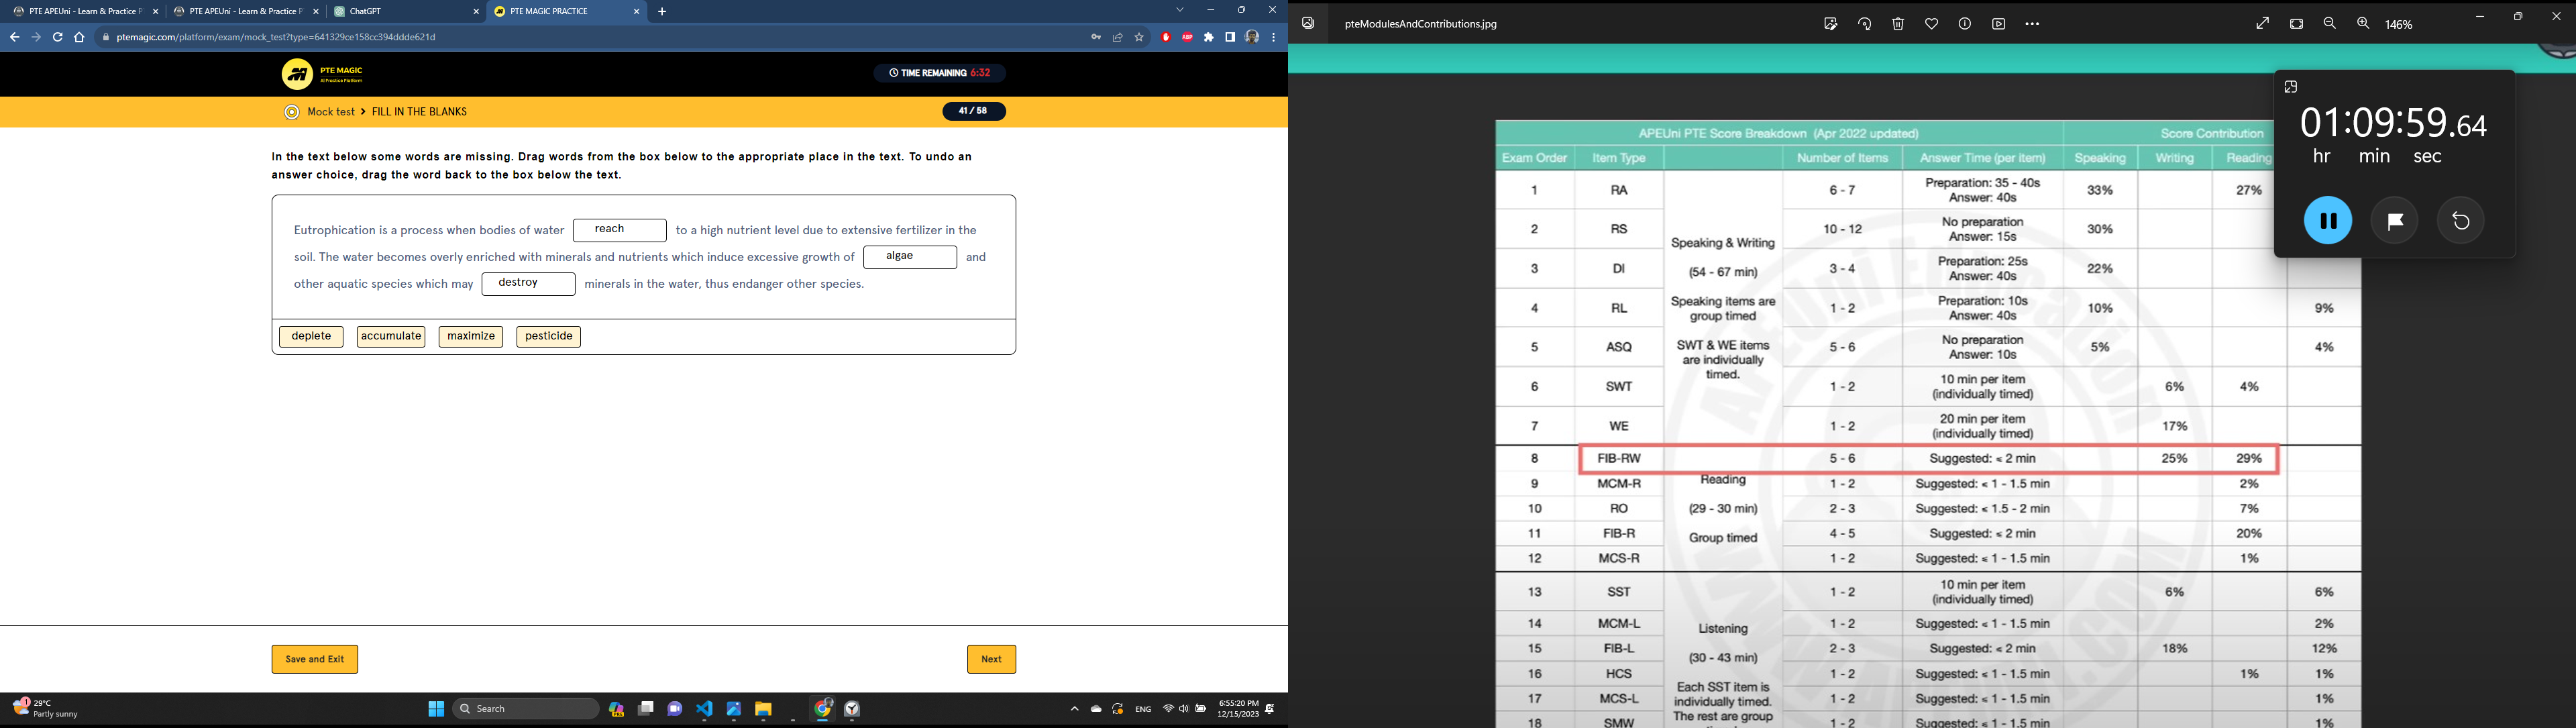 PTE APEUni - Learn & Practice P
PTE APEUni - Learn & Practice P
ChatGPT
PTE MAGIC PRACTICE
ptemagic.com/platform/exam/mock_test?type=641329ce158cc394ddde621d
PTE MAGIC
AI Practice Platform
TIME REMAINING 6:32
Mock test > FILL IN THE BLANKS
41 / 58
In the text below some words are missing. Drag words from the box below to the appropriate place in the text. To undo an
answer choice, drag the word back to the box below the text.
Eutrophication is a process when bodies of water reach to a high nutrient level due to extensive fertilizer in the
soil. The water becomes overly enriched with minerals and nutrients which induce excessive growth of algae and
other aquatic species which may destroy minerals in the water, thus endanger other species.
deplete accumulate maximize pesticide
Save and Exit
Next
29°C
Partly sunny
Search
ENG
6:55:20 PM
12/15/2023
pteModulesAndContributions.jpg
146%
01:09:59.64
hr min sec
APEUni PTE Score Breakdown (Apr 2022 updated) Score Contribution
Exam Order Item Type Number of Items Answer Time (per item) Speaking Writing Reading
1 RA 6 - 7 Preparation: 35 - 40s Answer: 40s 33% 27%
2 RS 10 - 12 No preparation Answer: 15s 30%
Speaking & Writing
(54 - 67 min)
3 DI 3 - 4 Preparation: 25s Answer: 40s 22%
Speaking items are
group timed
4 RL 1 - 2 Preparation: 10s Answer: 40s 10% 9%
SWT & WE items
are individually
timed.
5 ASQ 5 - 6 No preparation Answer: 10s 5% 4%
6 SWT 1 - 2 10 min per item (individually timed) 6% 4%
7 WE 1 - 2 20 min per item (individually timed) 17%
8 FIB-RW 5 - 6 Suggested: < 2 min 25% 29%
Reading
(29 - 30 min)
Group timed
9 MCM-R 1 - 2 Suggested: < 1 - 1.5 min 2%
10 RO 2 - 3 Suggested: < 1.5 - 2 min 7%
11 FIB-R 4 - 5 Suggested: < 2 min 20%
12 MCS-R 1 - 2 Suggested: < 1 - 1.5 min 1%
13 SST 1 - 2 10 min per item (individually timed) 6% 6%
Listening
(30 - 43 min)
Each SST item is
individually timed.
The rest are group
14 MCM-L 1 - 2 Suggested: < 1 - 1.5 min 2%
15 FIB-L 2 - 3 Suggested: < 2 min 18% 12%
16 HCS 1 - 2 Suggested: < 1 - 1.5 min 1% 1%
17 MCS-L 1 - 2 Suggested: < 1 - 1.5 min 1%
18 SMW 1 - 2 Suggested: < 1 - 1.5 min 1%